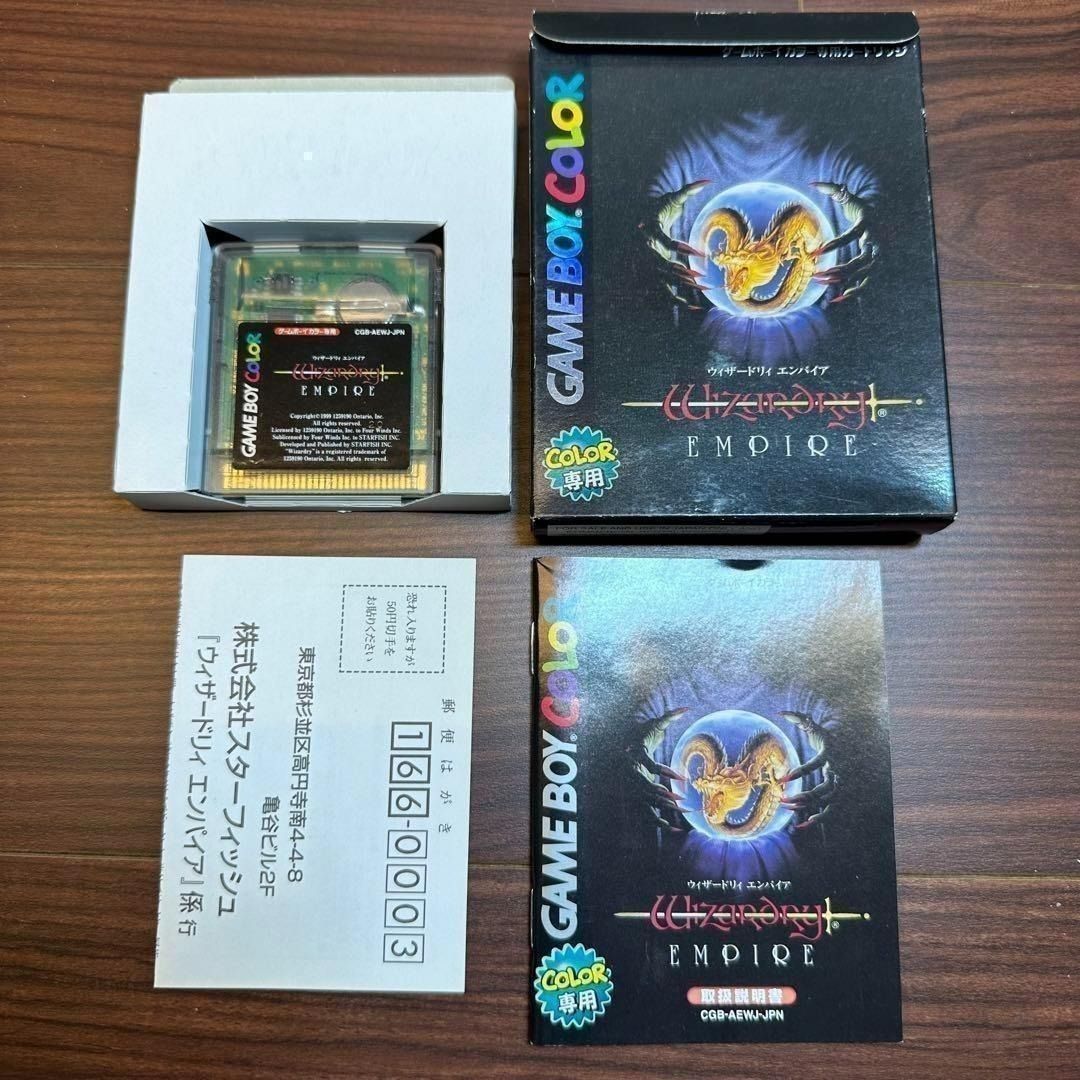 ゲームボーイカラー専用
CGB-AEWJ-JPN
GAME BOY COLOR
ウィザードリィ エンパイア
Wizardry
EMPIRE
Copyright©1999 1259190 Ontario, Inc.
All rights reserved.
Licensed by 1259190 Ontario, Inc. to Four Winds Inc.
Sublicensed by Four Winds Inc. to STARFISH INC.
Developed and Published by STARFISH INC.
"Wizardry" is a registered trademark of
1259190 Ontario, Inc. All rights reserved.
ゲームボーイカラー専用カートリッジ
GAME BOY COLOR
ウィザードリィ エンパイア
Wizardry®
EMPIRE
COLOR
専用
FOR SALE AND USE IN JAPAN
恐れ入りますが
50円切手を
お貼りください
郵便はがき
166-0003
東京都杉並区高円寺南4-4-8
亀谷ビル2F
株式会社スターフィッシュ
『ウィザードリィ エンパイア』係行
GAME BOY COLOR
ウィザードリィ エンパイア
Wizardry®
EMPIRE
COLOR
専用
取扱説明書
CGB-AEWJ-JPN